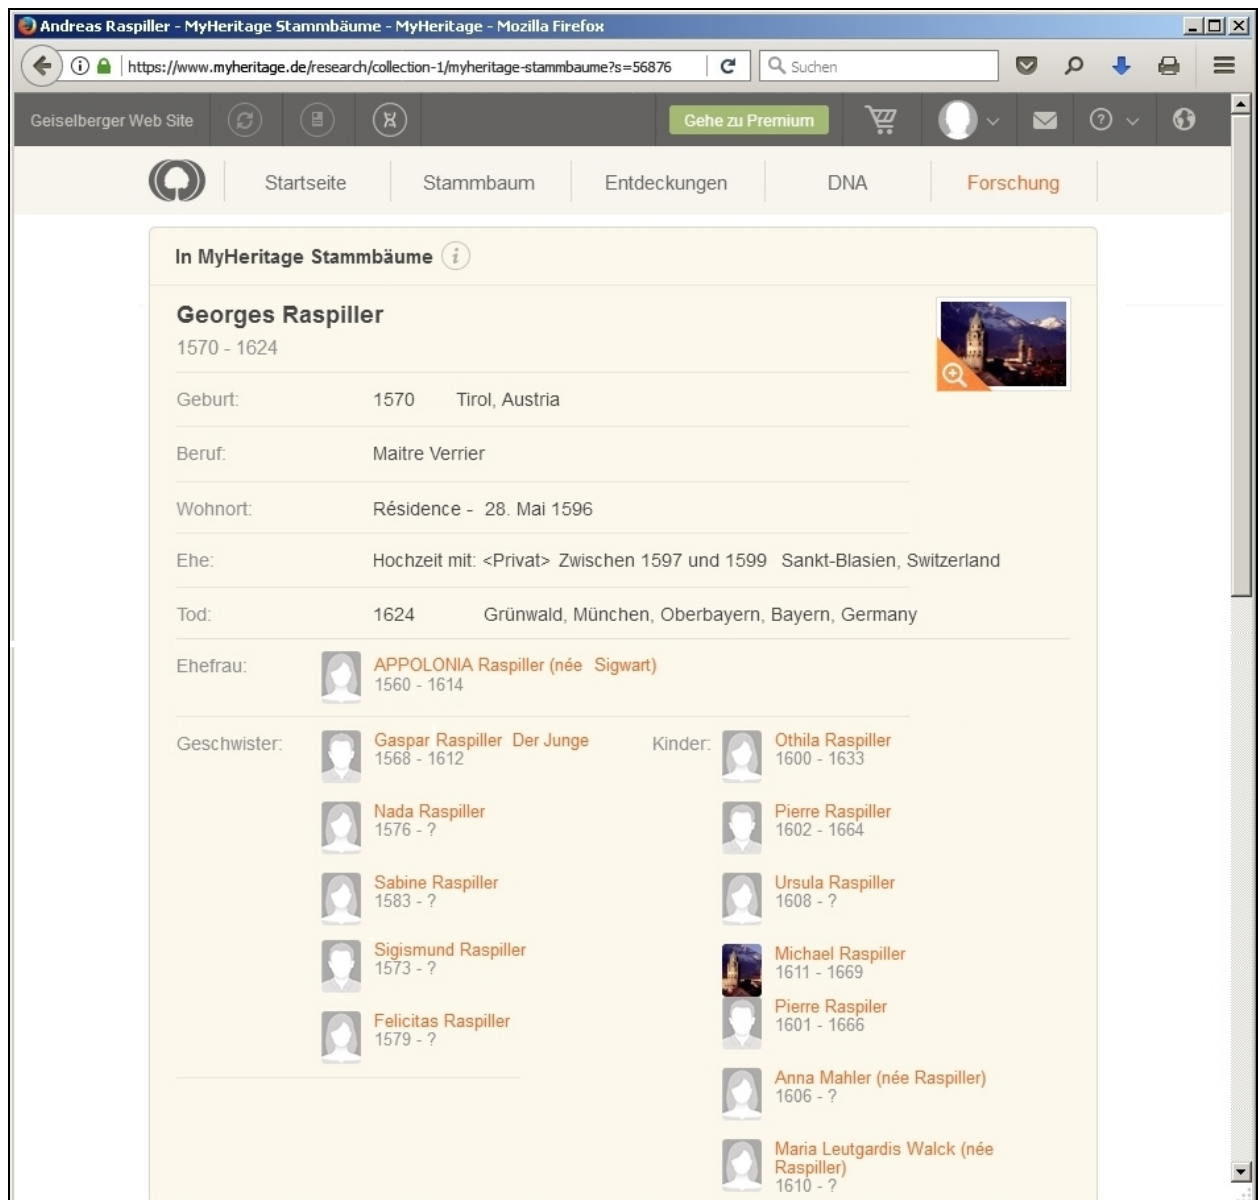 Andreas Raspiller - MyHeritage Stammbäume - MyHeritage - Mozilla Firefox
https://www.myheritage.de/research/collection-1/myheritage-stammbaume?s=56876
Suchen
Geiselberger Web Site
Gehe zu Premium
Startseite Stammbaum Entdeckungen DNA Forschung
In MyHeritage Stammbäume i
Georges Raspiller
1570 - 1624
Geburt: 1570 Tirol, Austria
Beruf: Maitre Verrier
Wohnort: Résidence - 28. Mai 1596
Ehe: Hochzeit mit: <Privat> Zwischen 1597 und 1599 Sankt-Blasien, Switzerland
Tod: 1624 Grünwald, München, Oberbayern, Bayern, Germany
Ehefrau: APPOLONIA Raspiller (née Sigwart)
1560 - 1614
Geschwister:
Gaspar Raspiller Der Junge
1568 - 1612
Nada Raspiller
1576 - ?
Sabine Raspiller
1583 - ?
Sigismund Raspiller
1573 - ?
Felicitas Raspiller
1579 - ?
Kinder:
Othila Raspiller
1600 - 1633
Pierre Raspiller
1602 - 1664
Ursula Raspiller
1608 - ?
Michael Raspiller
1611 - 1669
Pierre Raspiler
1601 - 1666
Anna Mahler (née Raspiller)
1606 - ?
Maria Leutgardis Walck (née
Raspiller)
1610 - ?